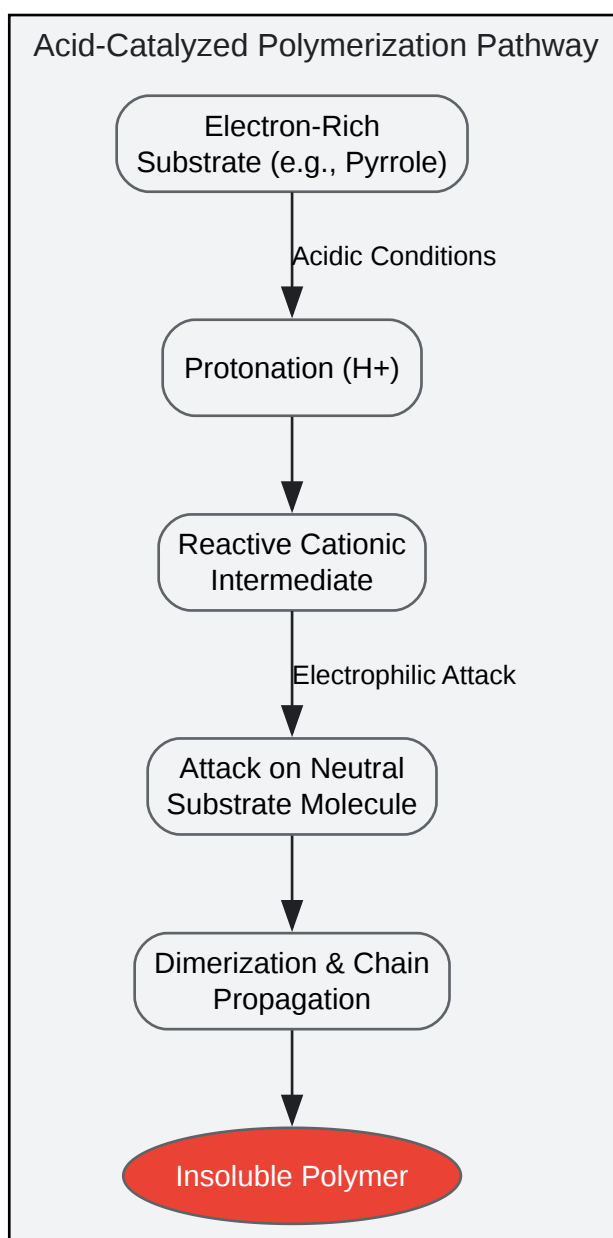 Acid-Catalyzed Polymerization Pathway
Electron-Rich
Substrate (e.g., Pyrrole)
Acidic Conditions
Protonation (H+)
Reactive Cationic
Intermediate
Electrophilic Attack
Attack on Neutral
Substrate Molecule
Dimerization & Chain
Propagation
Insoluble Polymer